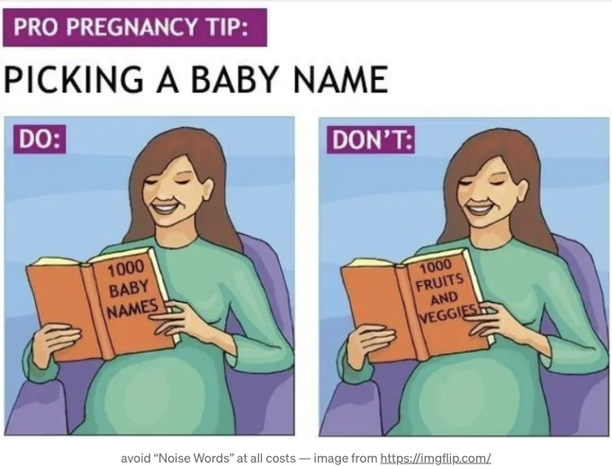 PRO PREGNANCY TIP:
PICKING A BABY NAME
DO:
1000
BABY
NAMES
DON'T:
1000
FRUITS
AND
VEGGIES
avoid “Noise Words” at all costs — image from https://imgflip.com/